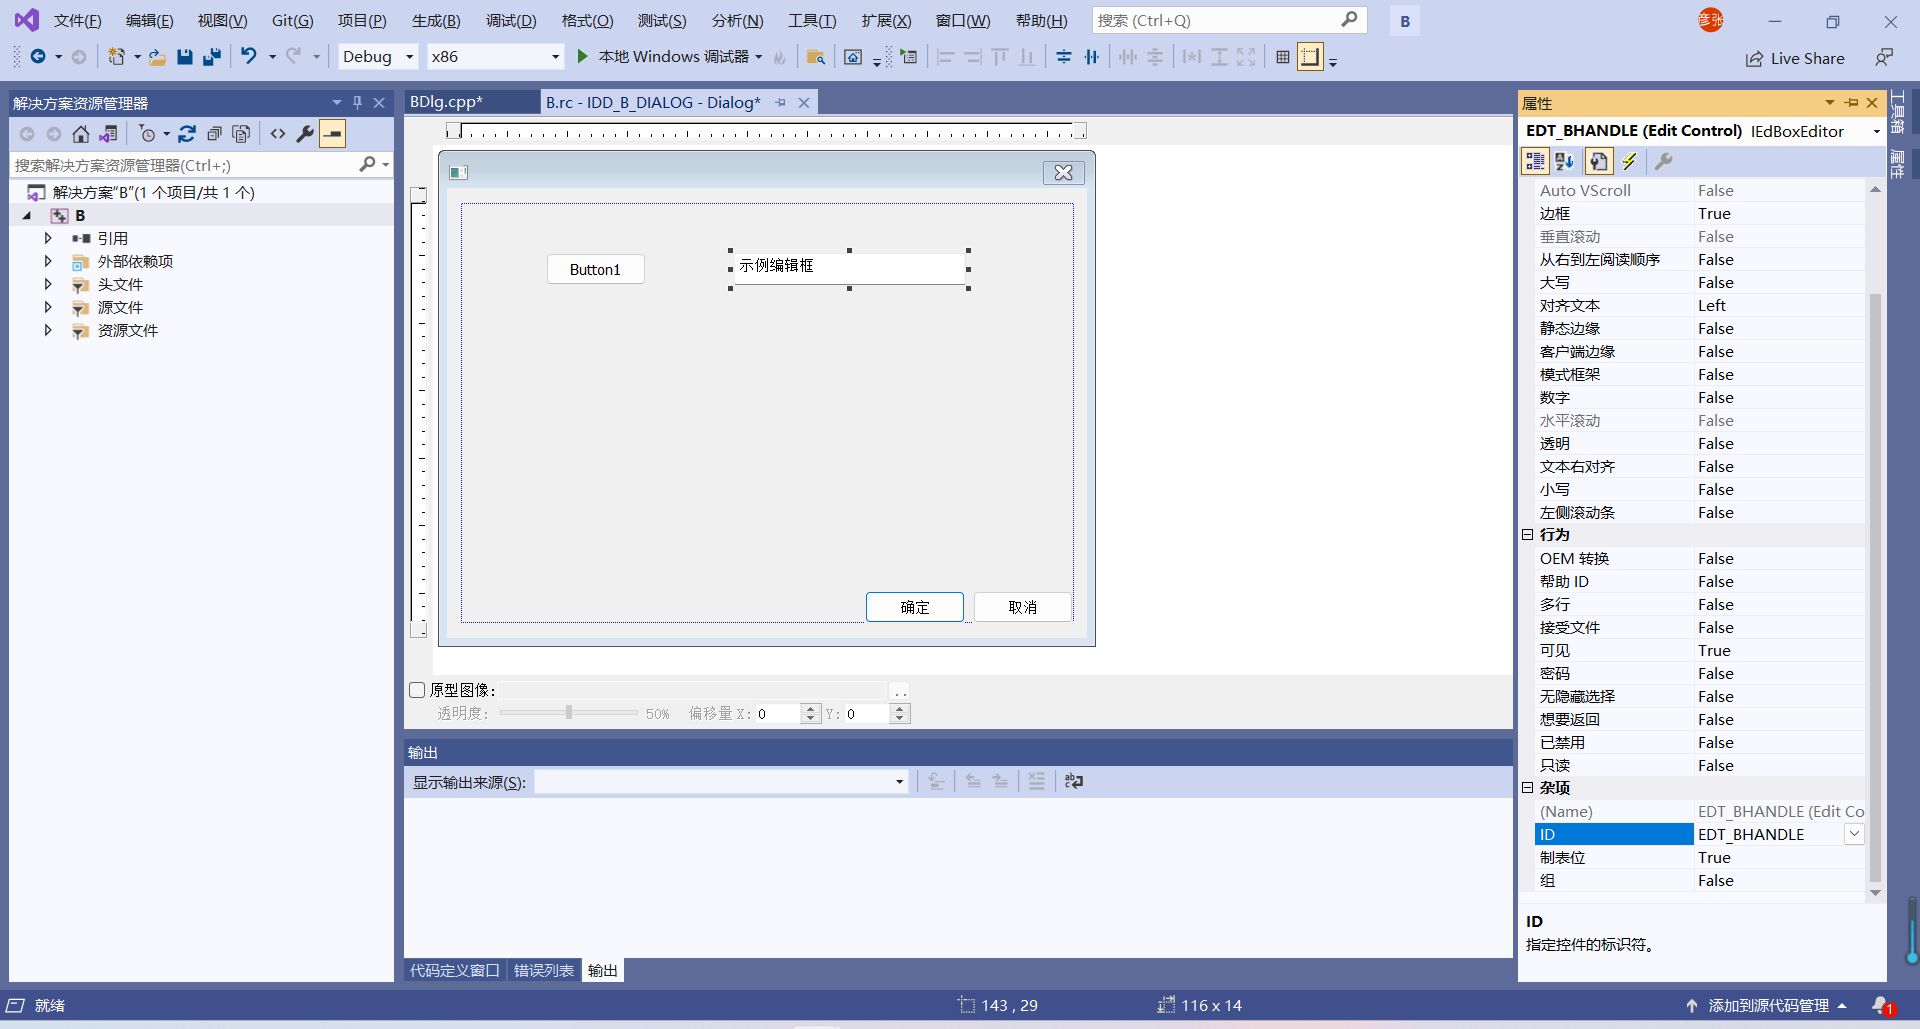 文件(F) 编辑(E) 视图(V) Git(G) 项目(P) 生成(B) 调试(D) 格式(O) 测试(S) 分析(N) 工具(T) 扩展(X) 窗口(W) 帮助(H) 搜索 (Ctrl+Q) B 彦张
Debug x86 本地 Windows 调试器 Live Share
解决方案资源管理器
搜索解决方案资源管理器(Ctrl+;)
解决方案"B"(1 个项目/共 1 个)
B
引用
外部依赖项
头文件
源文件
资源文件
BDlg.cpp* B.rc - IDD_B_DIALOG - Dialog*
Button1 示例编辑框
确定 取消
原型图像: ..
透明度: 50% 偏移量 X: 0 Y: 0
输出
显示输出来源(S):
代码定义窗口 错误列表 输出
属性
EDT_BHANDLE (Edit Control) IEdBoxEditor
Auto VScroll False
边框 True
垂直滚动 False
从右到左阅读顺序 False
大写 False
对齐文本 Left
静态边缘 False
客户端边缘 False
模式框架 False
数字 False
水平滚动 False
透明 False
文本右对齐 False
小写 False
左侧滚动条 False
行为
OEM 转换 False
帮助 ID False
多行 False
接受文件 False
可见 True
密码 False
无隐藏选择 False
想要返回 False
已禁用 False
只读 False
杂项
(Name) EDT_BHANDLE (Edit Co
ID EDT_BHANDLE
制表位 True
组 False
ID
指定控件的标识符。
工具箱
属性
就绪 143 , 29 116 x 14 添加到源代码管理 1